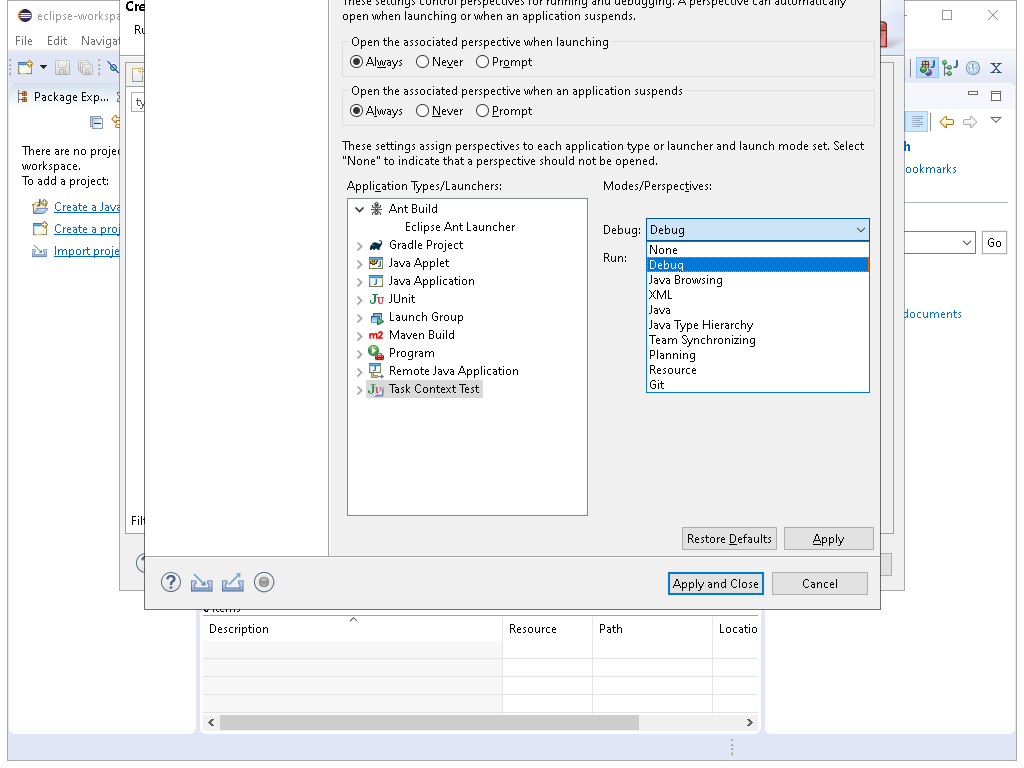 These settings control perspectives for running and debugging. A perspective can automatically
open when launching or when an application suspends.
eclipse-workspa
Cre
Ru
File Edit Navigat
Open the associated perspective when launching
Always Never Prompt
Package Exp...
ty
Open the associated perspective when an application suspends
Always Never Prompt
There are no proje
workspace.
To add a project:
Create a Java
Create a proj
Import proje
These settings assign perspectives to each application type or launcher and launch mode set. Select
"None" to indicate that a perspective should not be opened.
Application Types/Launchers:
Modes/Perspectives:
Ant Build
Eclipse Ant Launcher
Gradle Project
Java Applet
Java Application
JUnit
Launch Group
Maven Build
Program
Remote Java Application
Task Context Test
Debug: Debug
Run:
None
Debug
Java Browsing
XML
Java
Java Type Hierarchy
Team Synchronizing
Planning
Resource
Git
h
ookmarks
Go
documents
Filt
Restore Defaults
Apply
Apply and Close
Cancel
items
Description Resource Path Locatio